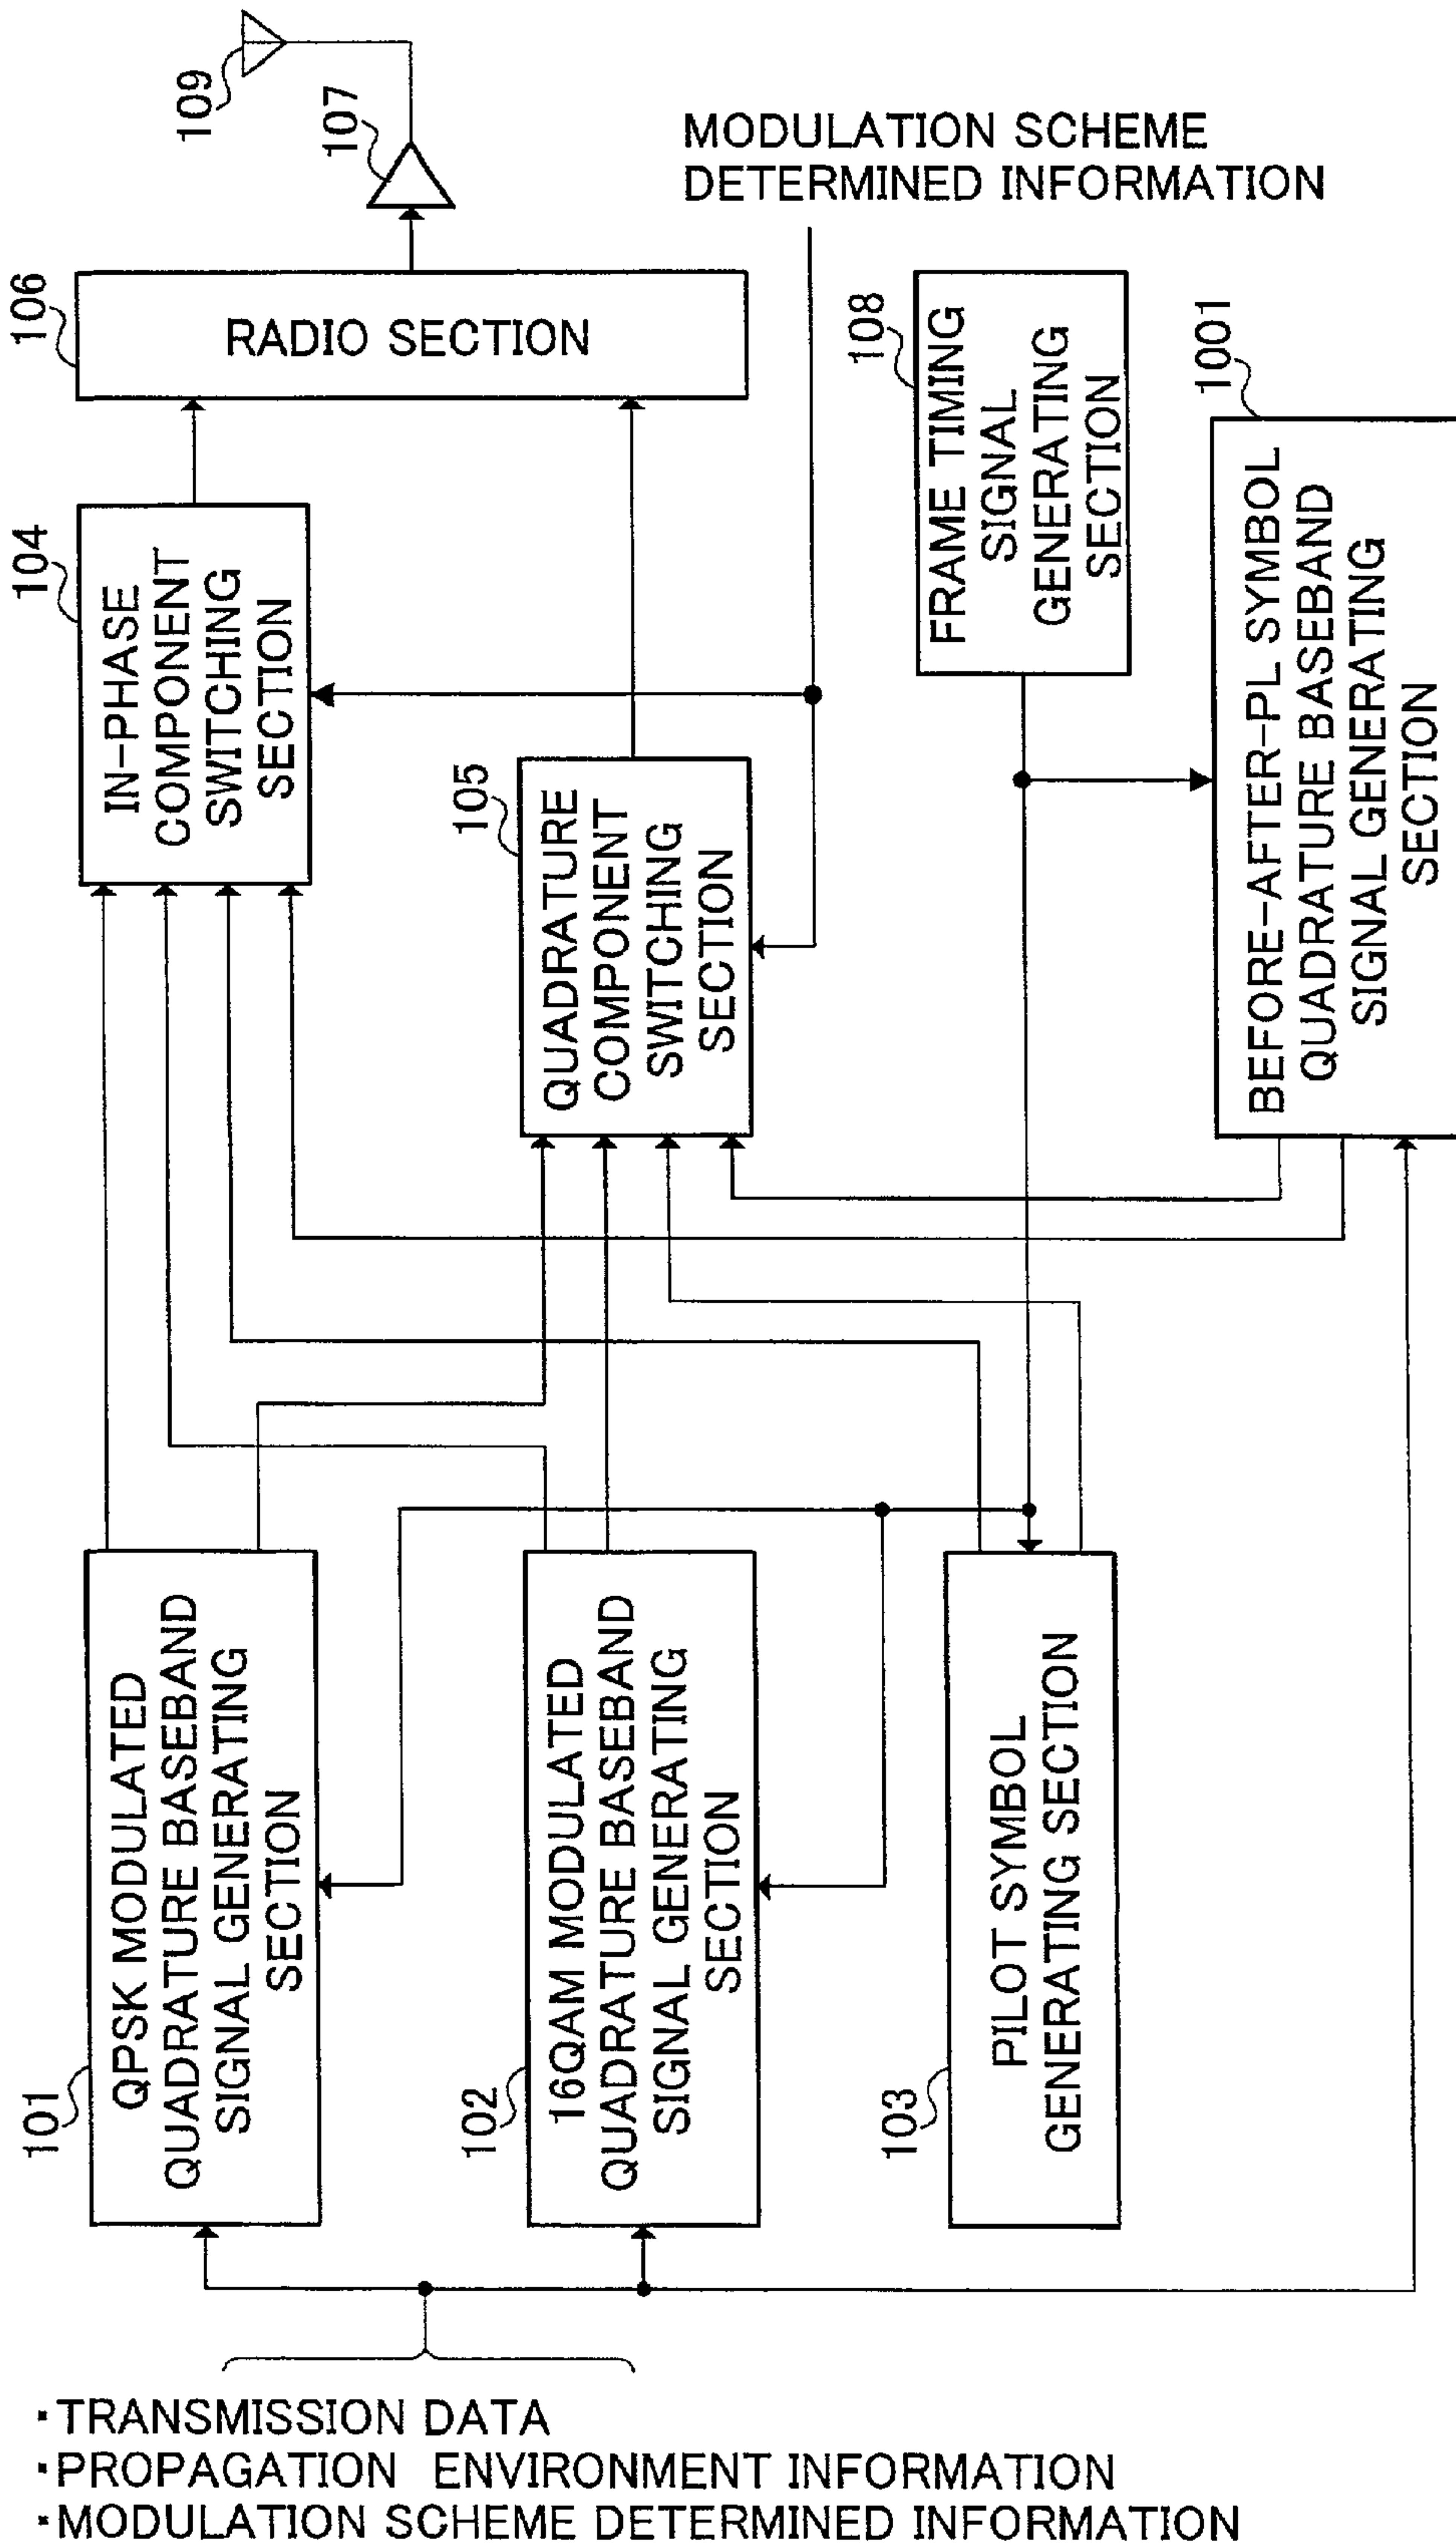 109
107
MODULATION SCHEME
DETERMINED INFORMATION
106
RADIO SECTION
104
IN-PHASE
COMPONENT
SWITCHING
SECTION
105
QUADRATURE
COMPONENT
SWITCHING
SECTION
108
FRAME TIMING
SIGNAL
GENERATING
SECTION
1001
BEFORE-AFTER-PL SYMBOL
QUADRATURE BASEBAND
SIGNAL GENERATING
SECTION
101
QPSK MODULATED
QUADRATURE BASEBAND
SIGNAL GENERATING
SECTION
102
16QAM MODULATED
QUADRATURE BASEBAND
SIGNAL GENERATING
SECTION
103
PILOT SYMBOL
GENERATING SECTION
・TRANSMISSION DATA
・PROPAGATION ENVIRONMENT INFORMATION
・MODULATION SCHEME DETERMINED INFORMATION